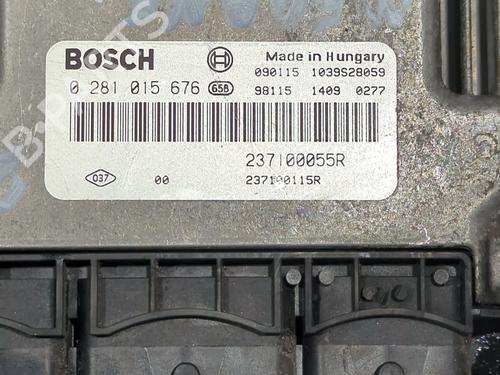 BOSCH
Made in Hungary
0 281 015 676 658
090115 1039S28059
98115 1409 0277
237100055R
037 00 237100115R